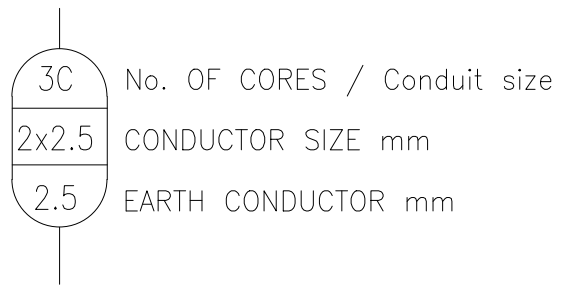 3C No. OF CORES / Conduit size
2x2.5 CONDUCTOR SIZE mm
2.5 EARTH CONDUCTOR mm